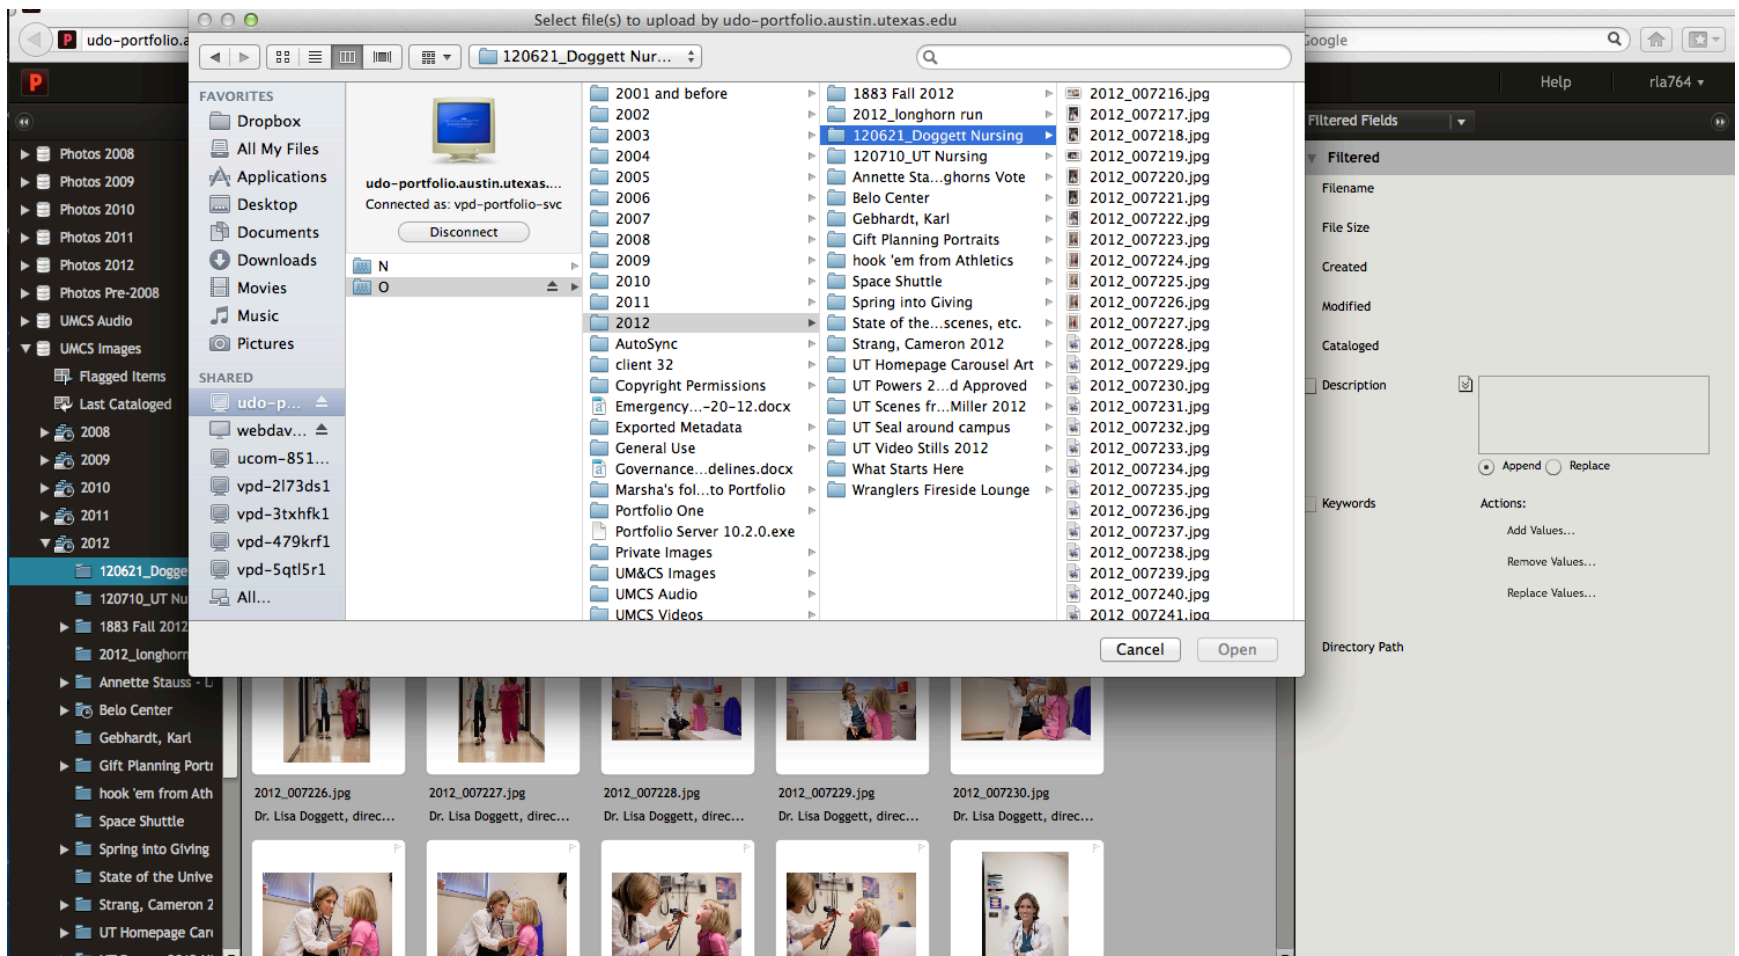 Select file(s) to upload by udo-portfolio.austin.utexas.edu
P udo-portfolio.a
Google
120621_Doggett Nur...
P
Help
rla764
FAVORITES
Dropbox
All My Files
Applications
Desktop
Documents
Downloads
Movies
Music
Pictures
SHARED
udo-p...
webdav...
ucom-851...
vpd-2l73ds1
vpd-3txhfk1
vpd-479krf1
vpd-5qtl5r1
All...
udo-portfolio.austin.utexas....
Connected as: vpd-portfolio-svc
Disconnect
N
O
2001 and before
2002
2003
2004
2005
2006
2007
2008
2009
2010
2011
2012
AutoSync
client 32
Copyright Permissions
Emergency...-20-12.docx
Exported Metadata
General Use
Governance...delines.docx
Marsha's fol...to Portfolio
Portfolio One
Portfolio Server 10.2.0.exe
Private Images
UM&CS Images
UMCS Audio
UMCS Videos
1883 Fall 2012
2012_longhorn run
120621_Doggett Nursing
120710_UT Nursing
Annette Sta...ghorns Vote
Belo Center
Gebhardt, Karl
Gift Planning Portraits
hook 'em from Athletics
Space Shuttle
Spring into Giving
State of the...scenes, etc.
Strang, Cameron 2012
UT Homepage Carousel Art
UT Powers 2...d Approved
UT Scenes fr...Miller 2012
UT Seal around campus
UT Video Stills 2012
What Starts Here
Wranglers Fireside Lounge
2012_007216.jpg
2012_007217.jpg
2012_007218.jpg
2012_007219.jpg
2012_007220.jpg
2012_007221.jpg
2012_007222.jpg
2012_007223.jpg
2012_007224.jpg
2012_007225.jpg
2012_007226.jpg
2012_007227.jpg
2012_007228.jpg
2012_007229.jpg
2012_007230.jpg
2012_007231.jpg
2012_007232.jpg
2012_007233.jpg
2012_007234.jpg
2012_007235.jpg
2012_007236.jpg
2012_007237.jpg
2012_007238.jpg
2012_007239.jpg
2012_007240.jpg
2012_007241.jpg
Cancel
Open
Photos 2008
Photos 2009
Photos 2010
Photos 2011
Photos 2012
Photos Pre-2008
UMCS Audio
UMCS Images
Flagged Items
Last Cataloged
2008
2009
2010
2011
2012
120621_Dogge
120710_UT Nu
1883 Fall 2012
2012_longhorn
Annette Stauss - L
Belo Center
Gebhardt, Karl
Gift Planning Portr
hook 'em from Ath
Space Shuttle
Spring into Giving
State of the Unive
Strang, Cameron 2
UT Homepage Caro
2012_007226.jpg
Dr. Lisa Doggett, direc...
2012_007227.jpg
Dr. Lisa Doggett, direc...
2012_007228.jpg
Dr. Lisa Doggett, direc...
2012_007229.jpg
Dr. Lisa Doggett, direc...
2012_007230.jpg
Dr. Lisa Doggett, direc...
Filtered Fields
Filtered
Filename
File Size
Created
Modified
Cataloged
Description
Append
Replace
Keywords
Actions:
Add Values...
Remove Values...
Replace Values...
Directory Path